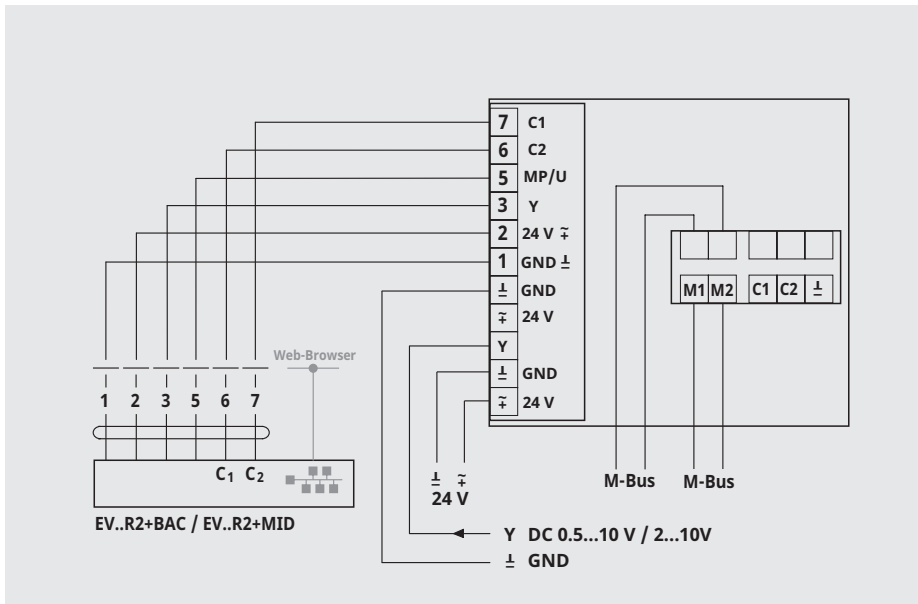 7 C1
6 C2
5 MP/U
3 Y
2 24 V ~̲+
1 GND ⊥
⊥ GND
~̲+ 24 V
Y
⊥ GND
~̲+ 24 V
M1 M2 C1 C2 ⊥
Web-Browser
1 2 3 5 6 7
C1 C2
EV..R2+BAC / EV..R2+MID
⊥ ~̲+
24 V
M-Bus M-Bus
Y DC 0.5...10 V / 2...10V
⊥ GND